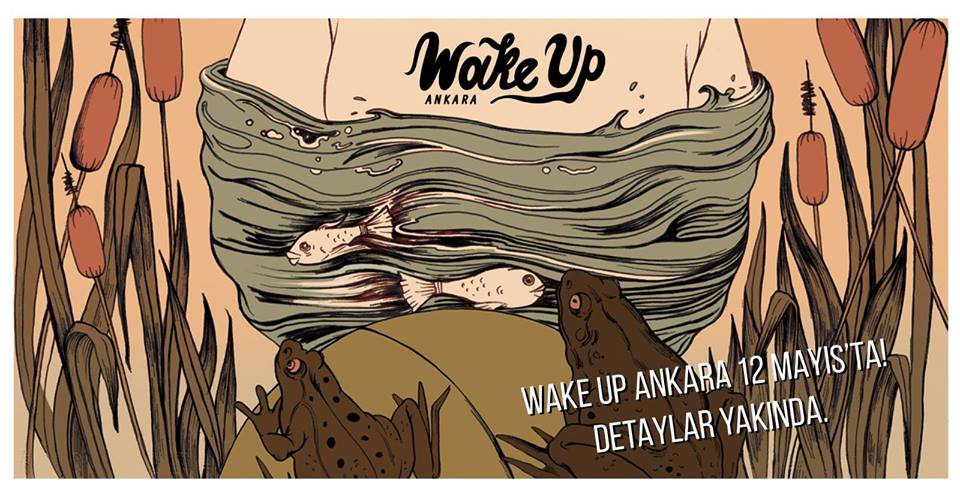 Wake Up
ANKARA
WAKE UP ANKARA 12 MAYIS'TA!
DETAYLAR YAKINDA.